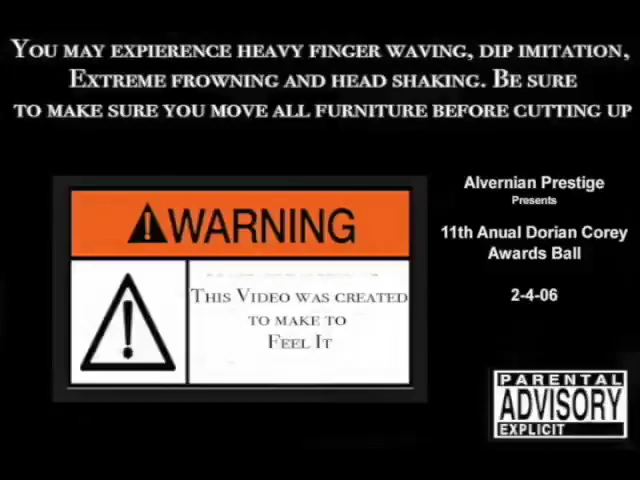 You may expierence heavy finger waving, dip imitation,
Extreme frowning and head shaking. Be sure
to make sure you move all furniture before cutting up
Alvernian Prestige
Presents
11th Anual Dorian Corey
Awards Ball
2-4-06
WARNING
This Video was created
to make to
Feel It
PARENTAL
ADVISORY
EXPLICIT